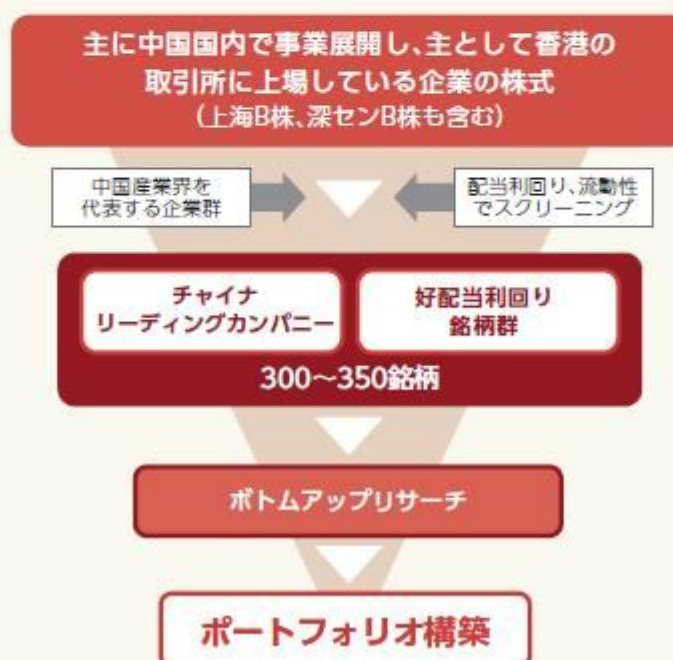 主に中国国内で事業展開し、主として香港の
取引所に上場している企業の株式
(上海B株、深センB株も含む)
中国産業界を
代表する企業群
配当利回り、流動性
でスクリーニング
チャイナ
リーディングカンパニー
好配当利回り
銘柄群
300〜350銘柄
ボトムアップリサーチ
ポートフォリオ構築